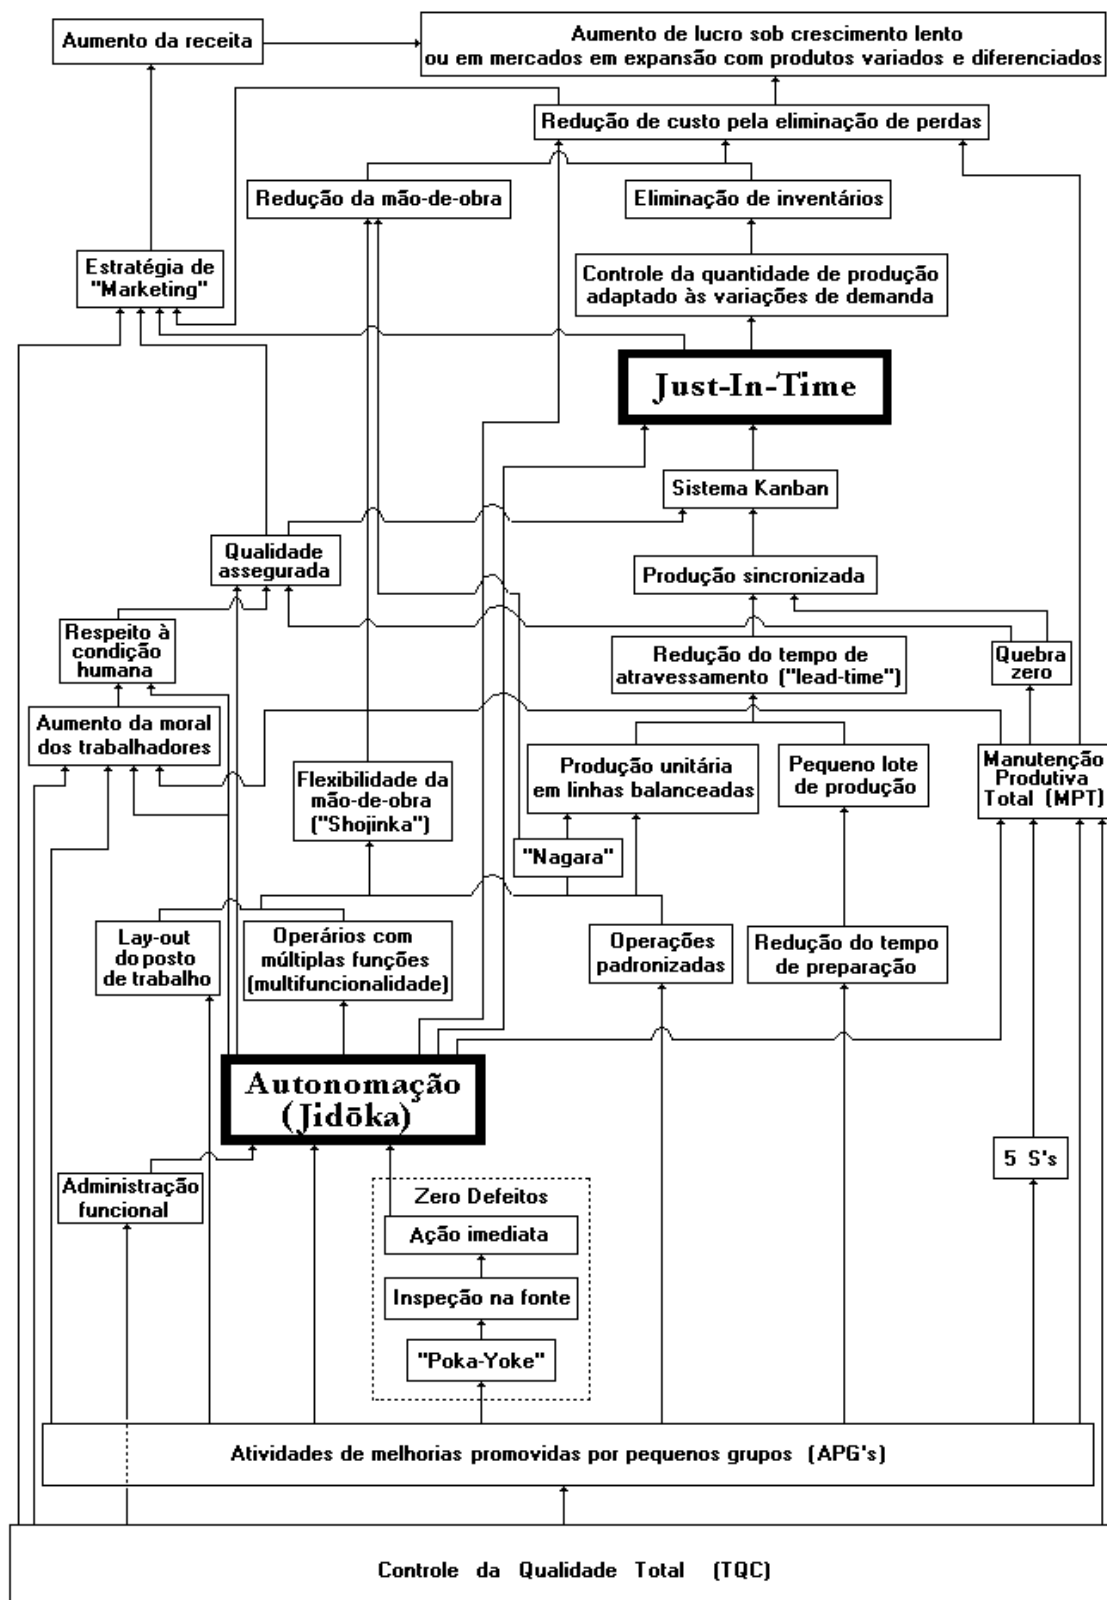 Aumento da receita
Aumento de lucro sob crescimento lento
ou em mercados em expansão com produtos variados e diferenciados
Redução de custo pela eliminação de perdas
Redução da mão-de-obra
Eliminação de inventários
Estratégia de
"Marketing"
Controle da quantidade de produção
adaptado às variações de demanda
Just-In-Time
Sistema Kanban
Qualidade
assegurada
Produção sincronizada
Respeito à
condição
humana
Redução do tempo de
atravessamento ("lead-time")
Quebra
zero
Aumento da moral
dos trabalhadores
Flexibilidade da
mão-de-obra
("Shojinka")
Produção unitária
em linhas balanceadas
Pequeno lote
de produção
Manutenção
Produtiva
Total (MPT)
"Nagara"
Lay-out
do posto
de trabalho
Operários com
múltiplas funções
(multifuncionalidade)
Operações
padronizadas
Redução do tempo
de preparação
Autonomação
(Jidōka)
5 S's
Administração
funcional
Zero Defeitos
Ação imediata
Inspeção na fonte
"Poka-Yoke"
Atividades de melhorias promovidas por pequenos grupos (APG's)
Controle da Qualidade Total (TQC)